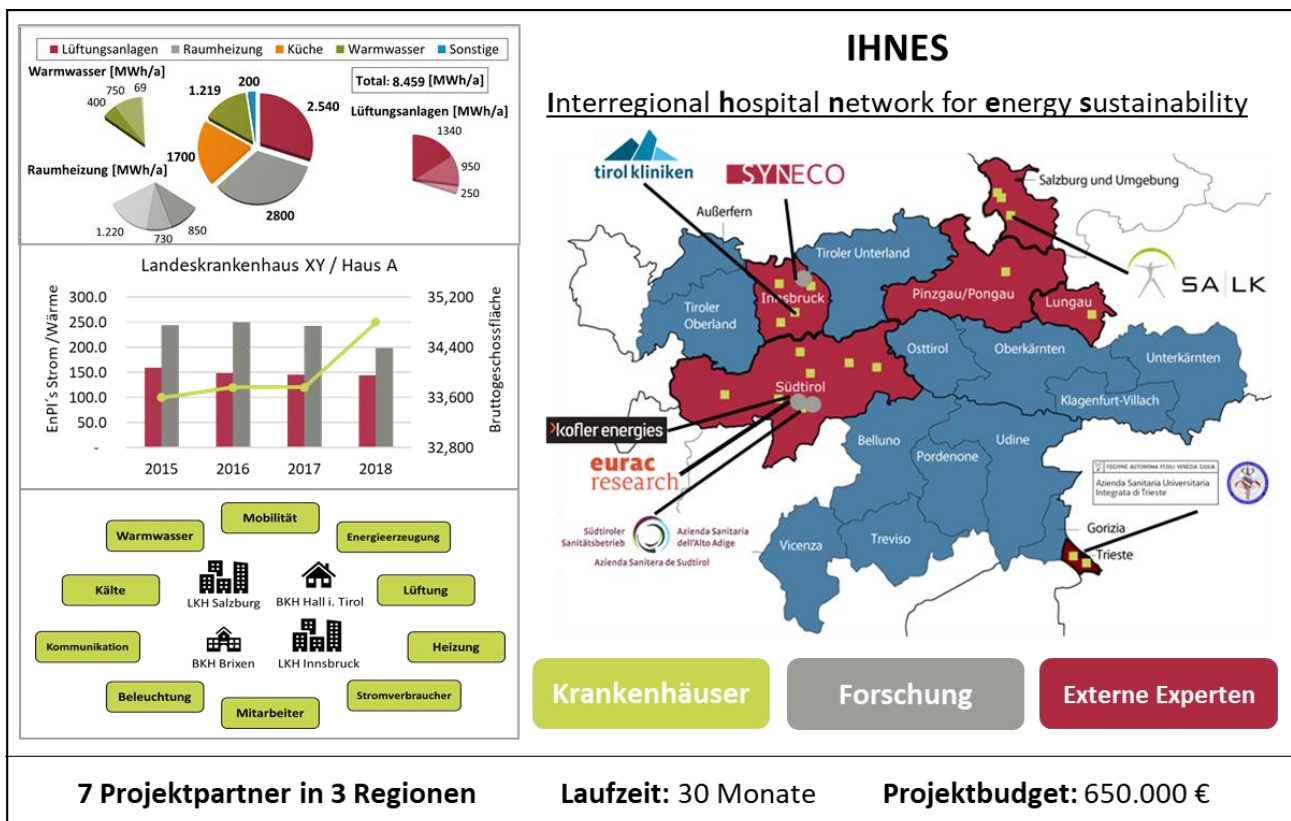 Lüftungsanlagen Raumheizung Küche Warmwasser Sonstige
Warmwasser [MWh/a]
750 69
400
1.219
200
2.540
1700
2800
Total: 8.459 [MWh/a]
Lüftungsanlagen [MWh/a]
1340
950
250
Raumheizung [MWh/a]
1.220
730
850
Landeskrankenhaus XY / Haus A
EnPI´s Strom /Wärme
300.0
250.0
200.0
150.0
100.0
50.0
-
35,200
34,400
33,600
32,800
Bruttogeschossfläche
2015 2016 2017 2018
Mobilität
Warmwasser
Energieerzeugung
Kälte
Lüftung
LKH Salzburg
BKH Hall i. Tirol
Kommunikation
Heizung
BKH Brixen
LKH Innsbruck
Beleuchtung
Stromverbraucher
Mitarbeiter
IHNES
Interregional hospital network for energy sustainability
tirol kliniken
SYNECO
Salzburg und Umgebung
Außerfern
Tiroler Unterland
SA|LK
Innsbruck
Pinzgau/Pongau
Lungau
Tiroler
Oberland
Osttirol
Oberkärnten
Unterkärnten
Südtirol
Klagenfurt-Villach
kofler energies
Belluno
Udine
Pordenone
eurac
research
REGIONE AUTONOMA FRIULI VENEZIA GIULIA
Azienda Sanitaria Universitaria
Integrata di Trieste
Südtiroler
Sanitätsbetrieb
Azienda Sanitaria
dell'Alto Adige
Azienda Sanitera de Sudtirol
Vicenza
Treviso
Gorizia
Trieste
Krankenhäuser
Forschung
Externe Experten
7 Projektpartner in 3 Regionen
Laufzeit: 30 Monate
Projektbudget: 650.000 €